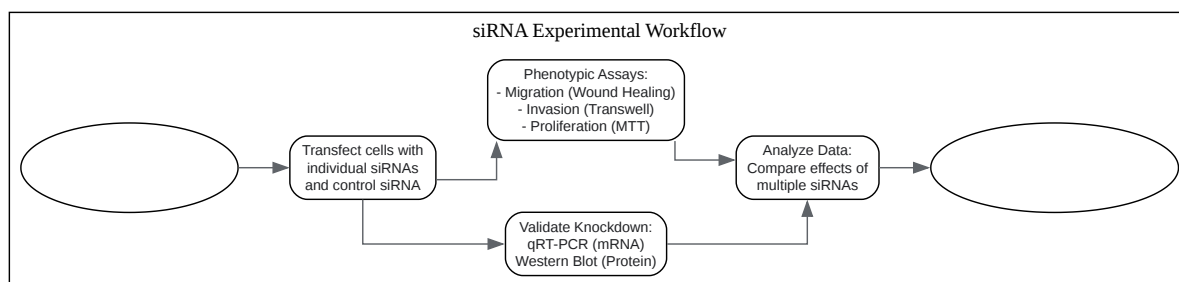 siRNA Experimental Workflow
Phenotypic Assays:
- Migration (Wound Healing)
- Invasion (Transwell)
- Proliferation (MTT)
Transfect cells with
individual siRNAs
and control siRNA
Analyze Data:
Compare effects of
multiple siRNAs
Validate Knockdown:
qRT-PCR (mRNA)
Western Blot (Protein)